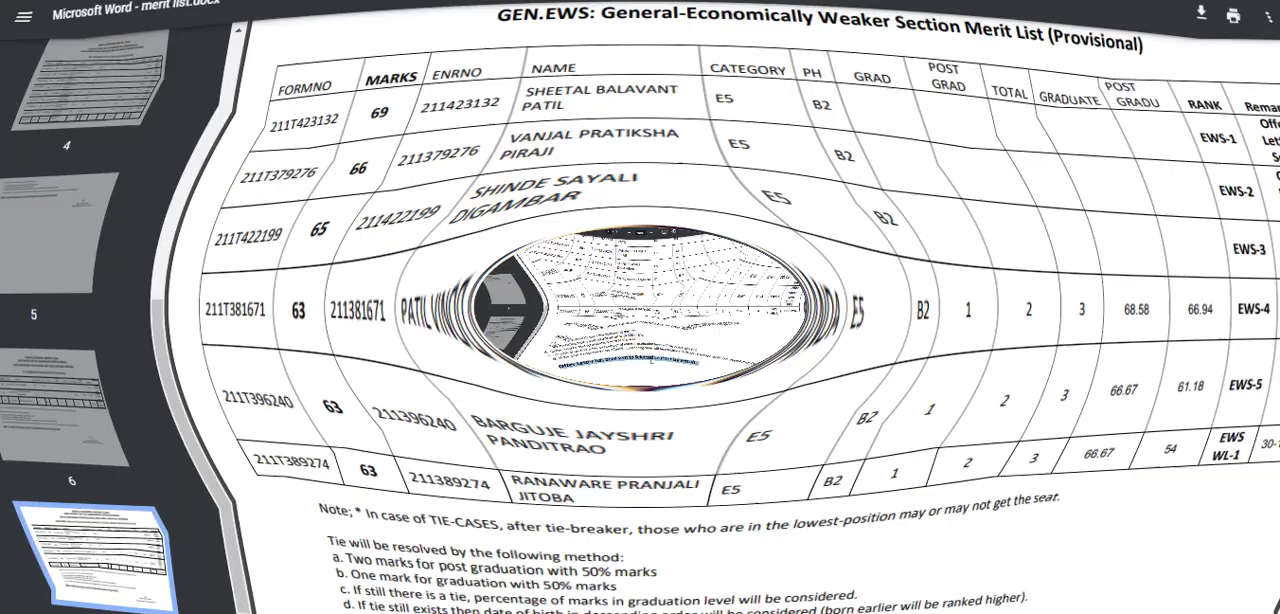 Microsoft Word - merit list.docx
GEN.EWS: General-Economically Weaker Section Merit List (Provisional)
FORMNO MARKS ENRNO NAME CATEGORY PH GRAD POST GRAD TOTAL GRADUATE POST GRADU RANK
211T423132 69 211423132 SHEETAL BALAVANT PATIL E5 B2 EWS-1
211T379276 66 211379276 VANJAL PRATIKSHA PIRAJI E5 B2 EWS-2
211T422199 65 211422199 SHINDE SAYALI DIGAMBAR E5 B2 EWS-3
211T381671 63 211381671 PATIL E5 B2 1 2 3 68.58 66.94 EWS-4
211T396240 63 211396240 BARGUJE JAYSHRI PANDITRAO E5 B2 1 2 3 66.67 61.18 EWS-5
211T389274 63 211389274 RANAWARE PRANJALI JITOBA E5 B2 1 2 3 66.67 54 EWS WL-1
Note; * In case of TIE-CASES, after tie-breaker, those who are in the lowest-position may or may not get the seat.
Tie will be resolved by the following method:
a. Two marks for post graduation with 50% marks
b. One mark for graduation with 50% marks
c. If still there is a tie, percentage of marks in graduation level will be considered.
d. If tie still exists then date of birth in descending order will be considered (born earlier will be ranked higher).
4
5
6